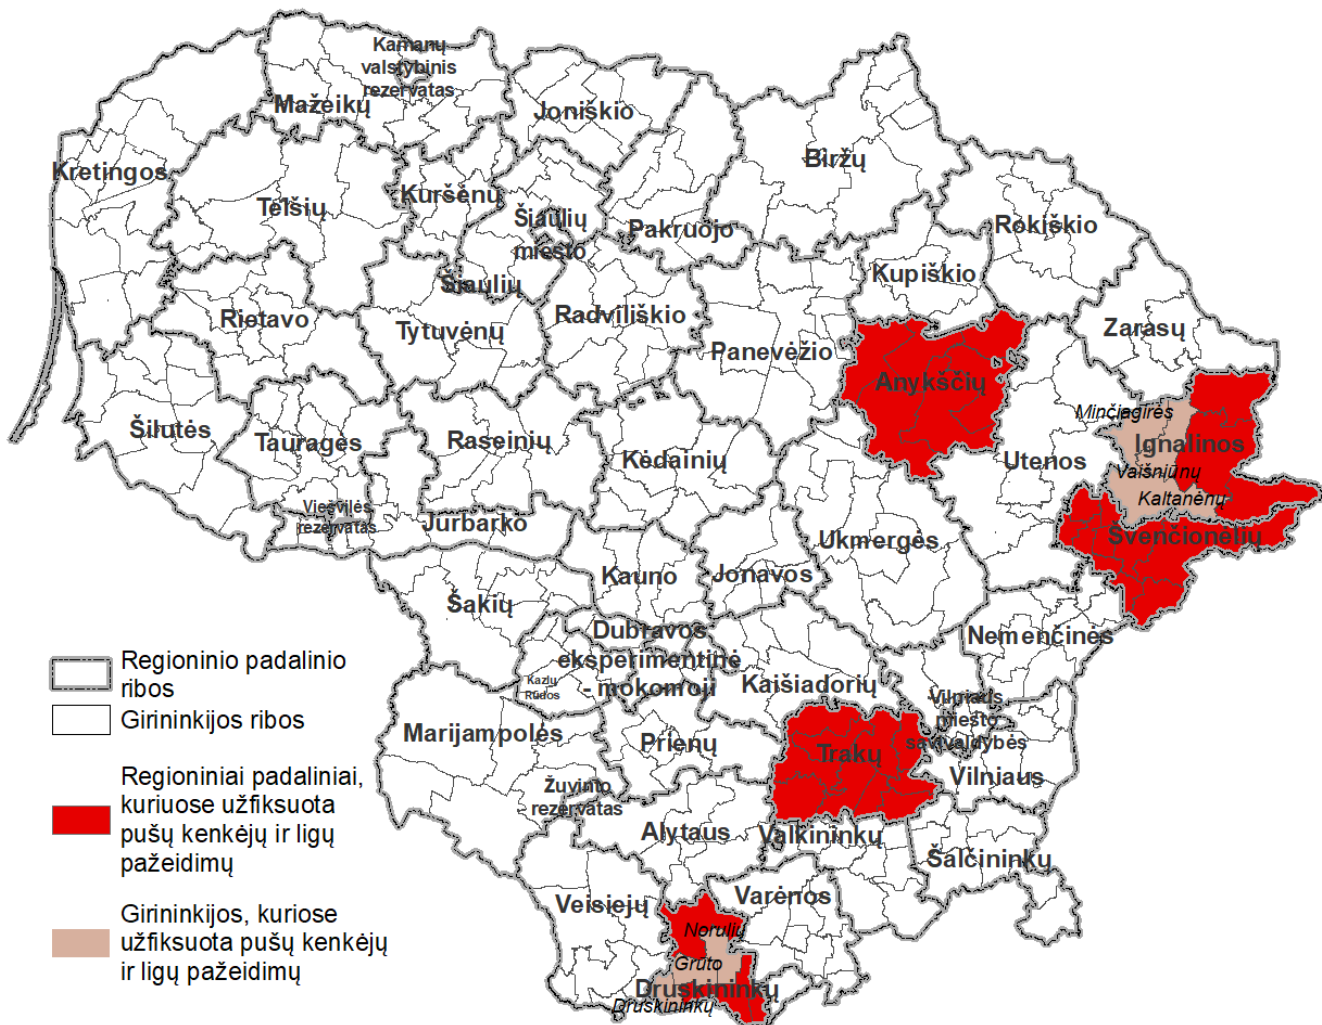 Kamanų
valstybinis
rezervatas
Mažeikų
Joniškio
Biržų
Kretingos
Telšių
Kuršėnų
Šiaulių
miesto
Pakruojo
Rokiškio
Kupiškio
Šiaulių
Rietavo
Tytuvėnų
Radviliškio
Panevėžio
Zarasų
Anykščių
Minčiagirės
Ignalinos
Šilutės
Tauragės
Raseinių
Kėdainių
Utenos
Vaišnjūnų
Kaltanėnų
Viešvilės
rezervatas
Jurbarko
Ukmergės
Švenčionėlių
Kauno
Jonavos
Šakių
Dubravos
eksperimentinė
- mokomoji
Nemenčinės
Kazlų
Rūdos
Kaišiadorių
Vilniaus
miesto
savivaldybės
Marijampolės
Prienų
Trakų
Vilniaus
Žuvinto
rezervatas
Alytaus
Valkininkų
Šalčininkų
Veisiejų
Varėnos
Norulių
Gruto
Druskininkų
Druskininkų
Regioninio padalinio
ribos
Girininkijos ribos
Regioniniai padaliniai,
kuriuose užfiksuota
pušų kenkėjų ir ligų
pažeidimų
Girininkijos, kuriose
užfiksuota pušų kenkėjų
ir ligų pažeidimų